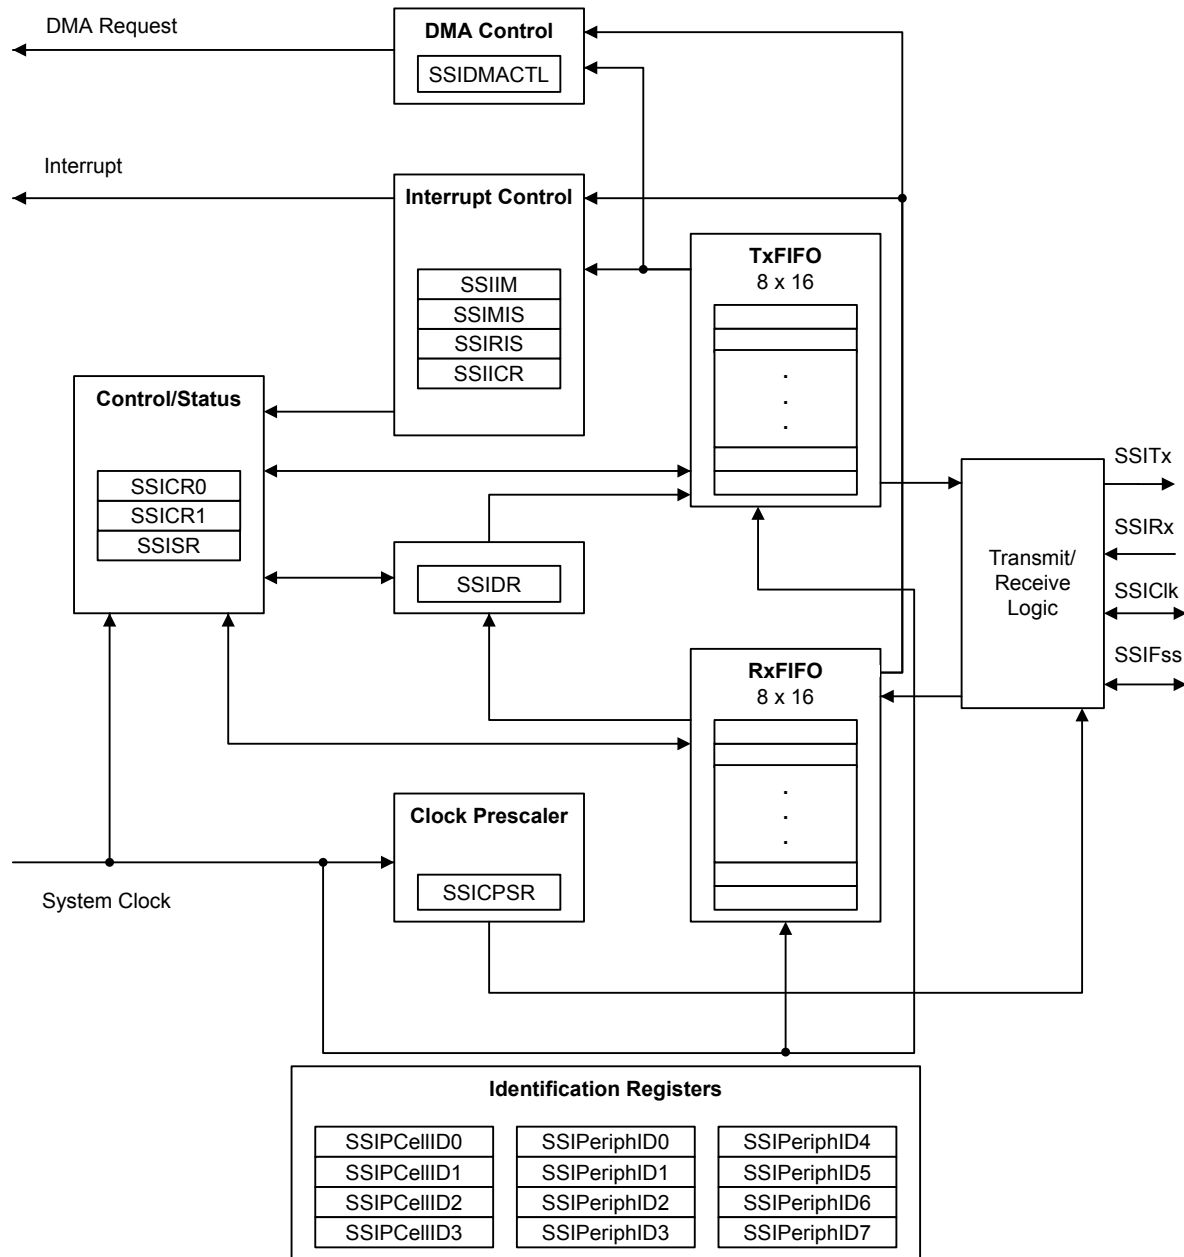 DMA Request
DMA Control
SSIDMACTL
Interrupt
Interrupt Control
SSIIM
SSIMIS
SSIRIS
SSIICR
TxFIFO
8 x 16
.
.
.
Control/Status
SSICR0
SSICR1
SSISR
SSIDR
Transmit/
Receive
Logic
SSITx
SSIRx
SSIClk
SSIFss
RxFIFO
8 x 16
.
.
.
Clock Prescaler
SSICPSR
System Clock
Identification Registers
SSIPCellID0
SSIPCellID1
SSIPCellID2
SSIPCellID3
SSIPeriphID0
SSIPeriphID1
SSIPeriphID2
SSIPeriphID3
SSIPeriphID4
SSIPeriphID5
SSIPeriphID6
SSIPeriphID7